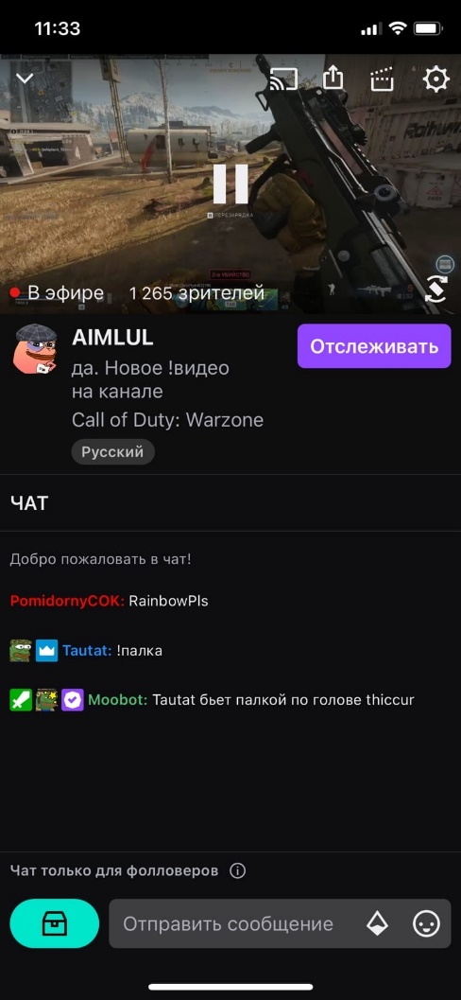 11:33
ПЕРЕЗАРЯДКА
В эфире 1 265 зрителей
AIMLUL
Отслеживать
да. Новое !видео
на канале
Call of Duty: Warzone
Русский
ЧАТ
Добро пожаловать в чат!
PomidornyCOK: RainbowPls
Tautat: !палка
Moobot: Tautat бьет палкой по голове thiccur
Чат только для фолловеров
Отправить сообщение